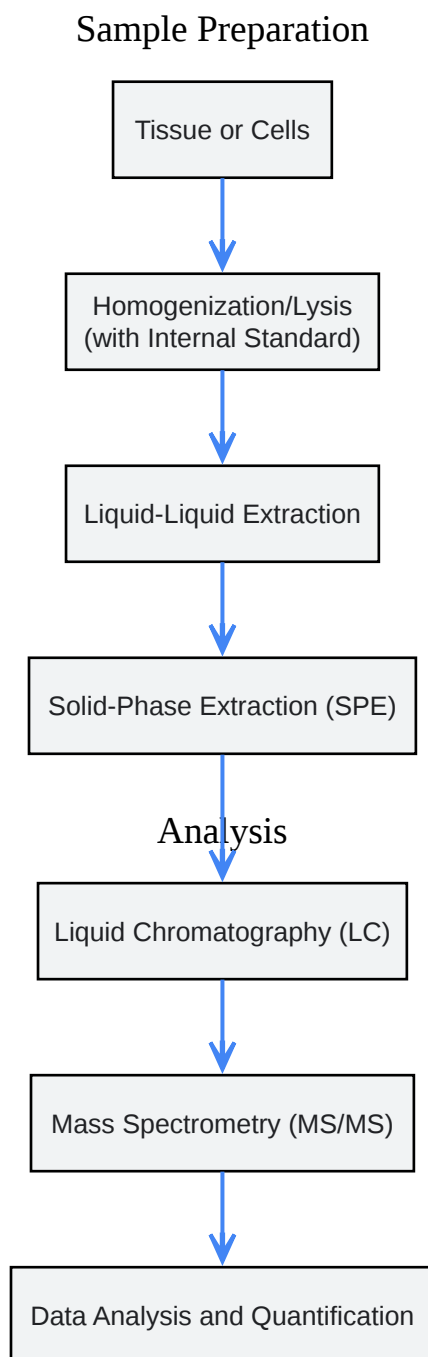 Sample Preparation
Tissue or Cells
Homogenization/Lysis
(with Internal Standard)
Liquid-Liquid Extraction
Solid-Phase Extraction (SPE)
Analysis
Liquid Chromatography (LC)
Mass Spectrometry (MS/MS)
Data Analysis and Quantification